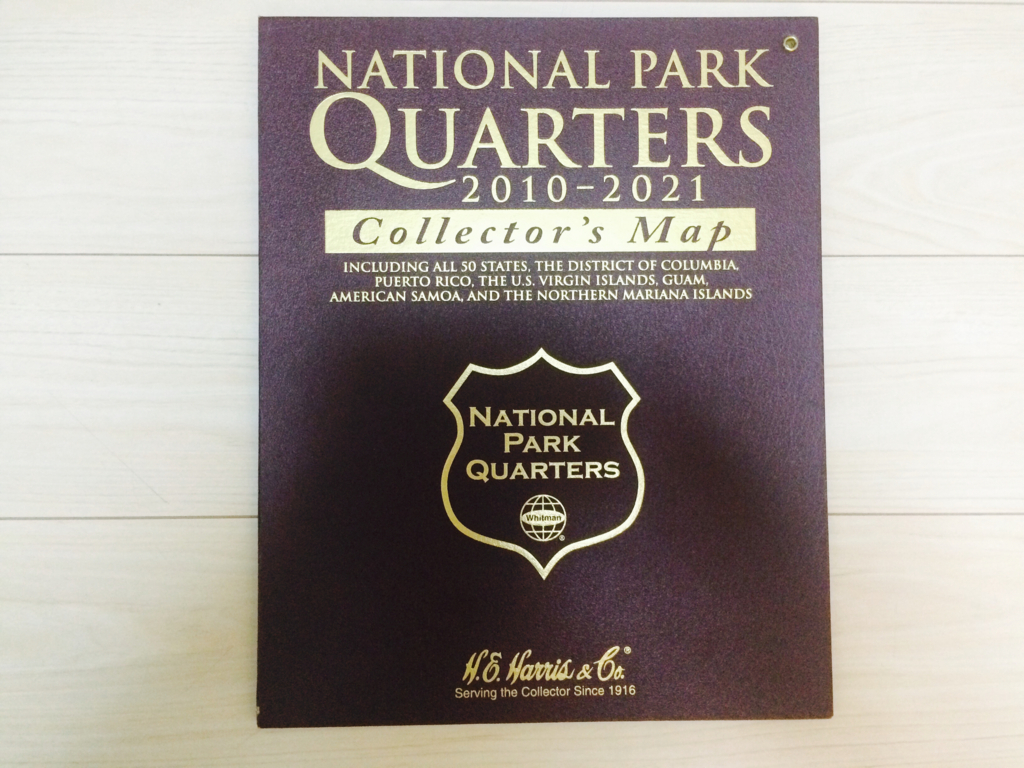 NATIONAL PARK
QUARTERS
2010–2021
Collector's Map
INCLUDING ALL 50 STATES, THE DISTRICT OF COLUMBIA,
PUERTO RICO, THE U.S. VIRGIN ISLANDS, GUAM,
AMERICAN SAMOA, AND THE NORTHERN MARIANA ISLANDS
NATIONAL
PARK
QUARTERS
Whitman®
H.E. Harris & Co.®
Serving the Collector Since 1916